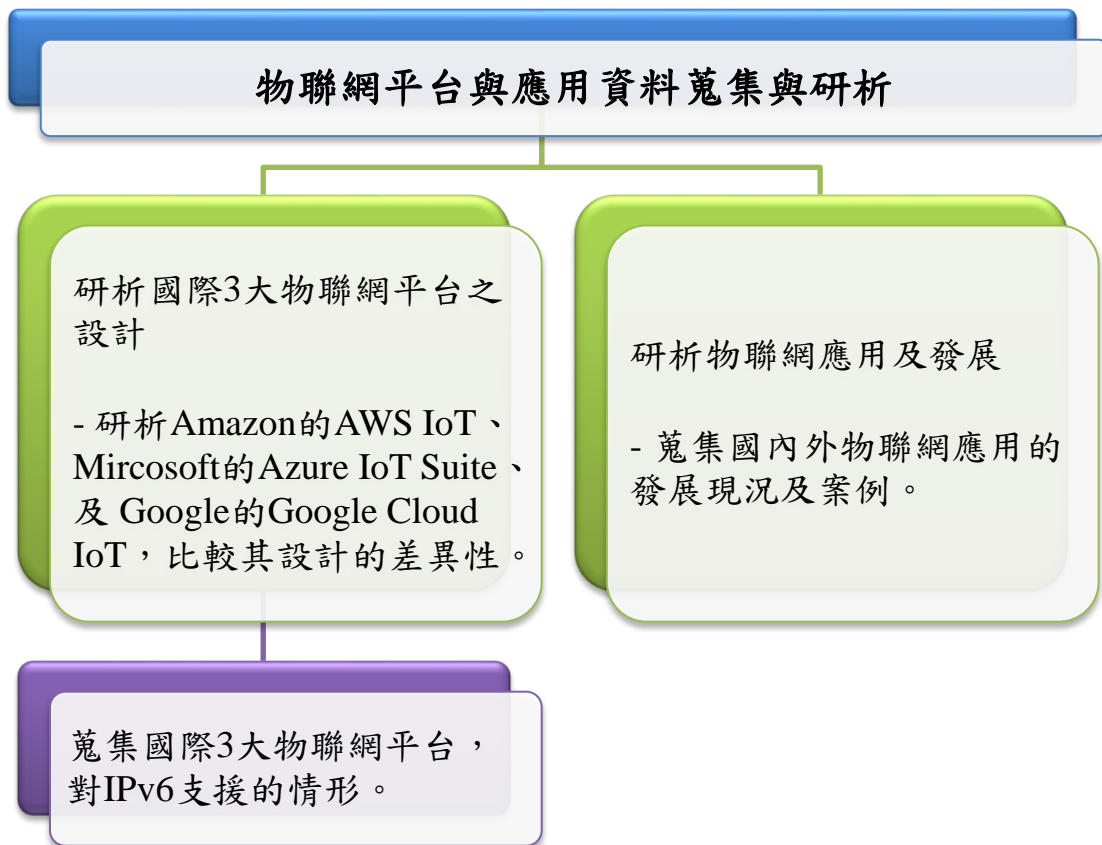 物聯網平台與應用資料蒐集與研析
研析國際3大物聯網平台之
設計
- 研析Amazon的AWS IoT、
Mircosoft的Azure IoT Suite、
及 Google的Google Cloud
IoT，比較其設計的差異性。
研析物聯網應用及發展
- 蒐集國內外物聯網應用的
發展現況及案例。
蒐集國際3大物聯網平台，
對IPv6支援的情形。